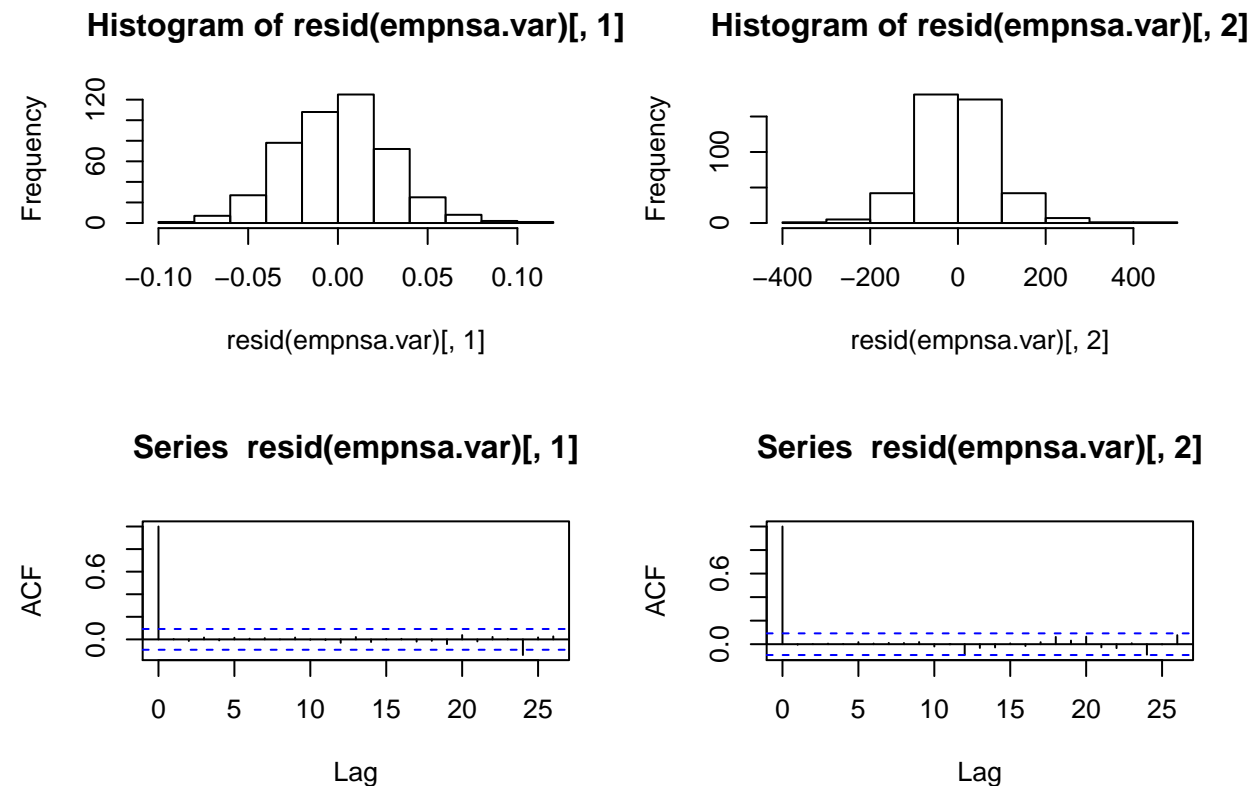 Histogram of resid(empnsa.var)[, 1]
Frequency
0 60 120
−0.10 −0.05 0.00 0.05 0.10
resid(empnsa.var)[, 1]
Histogram of resid(empnsa.var)[, 2]
Frequency
0 100
−400 −200 0 200 400
resid(empnsa.var)[, 2]
Series resid(empnsa.var)[, 1]
ACF
0.0 0.6
0 5 10 15 20 25
Lag
Series resid(empnsa.var)[, 2]
ACF
0.0 0.6
0 5 10 15 20 25
Lag